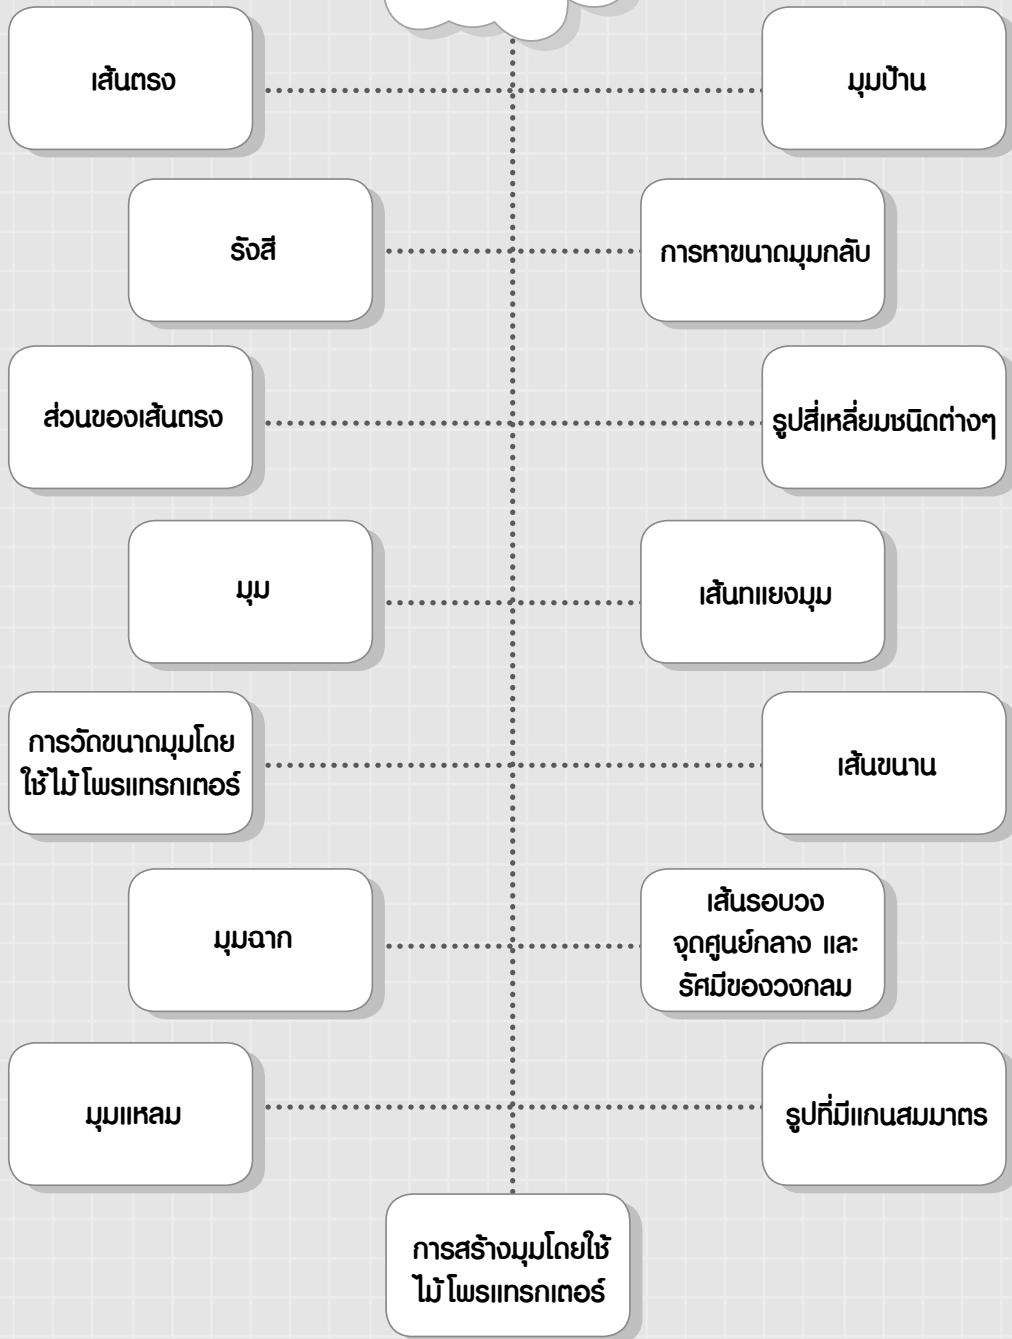 เส้นตรง
มุมป้าน
รังสี
การหาขนาดมุมกลับ
ส่วนของเส้นตรง
รูปสี่เหลี่ยมชนิดต่างๆ
มุม
เส้นทแยงมุม
การวัดขนาดมุมโดย
ใช้ไม้โพรแทรกเตอร์
เส้นขนาน
มุมฉาก
เส้นรอบวง
จุดศูนย์กลาง และ
รัศมีของวงกลม
มุมแหลม
รูปที่มีแกนสมมาตร
การสร้างมุมโดยใช้
ไม้โพรแทรกเตอร์